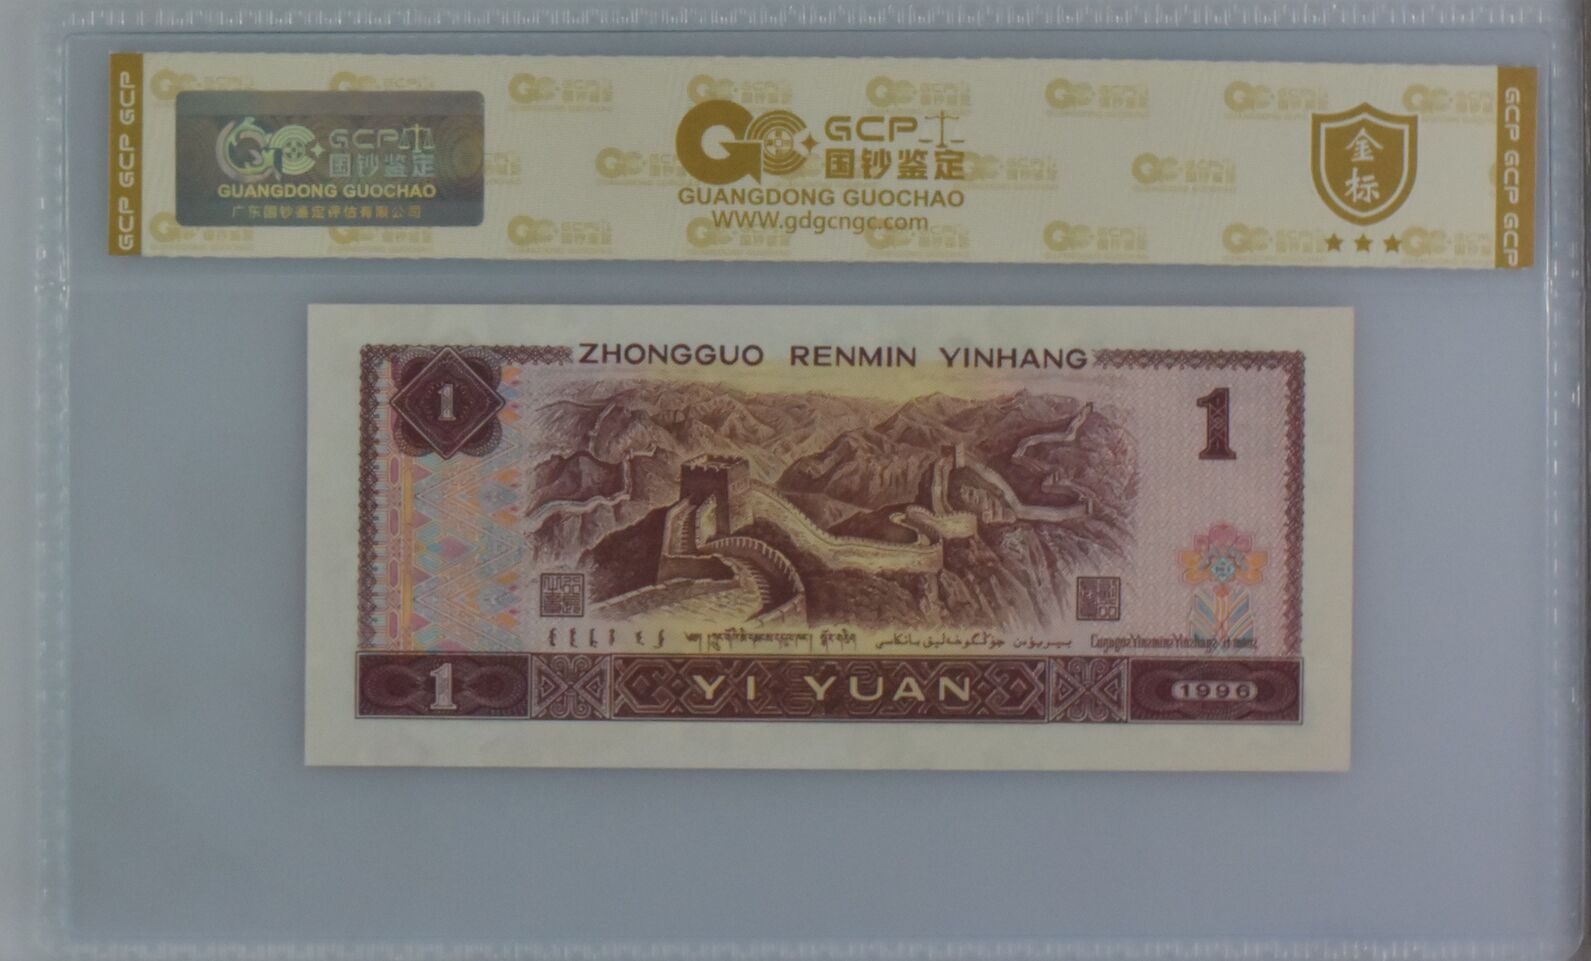 GCP GCP GCP
GCP
国钞鉴定
GUANGDONG GUOCHAO
广东国钞鉴定评估有限公司
GCP
国钞鉴定
GUANGDONG GUOCHAO
WWW.gdgcngc.com
金标
GCP GCP GCP GCP
ZHONGGUO RENMIN YINHANG
1
1
1
YI YUAN
1996